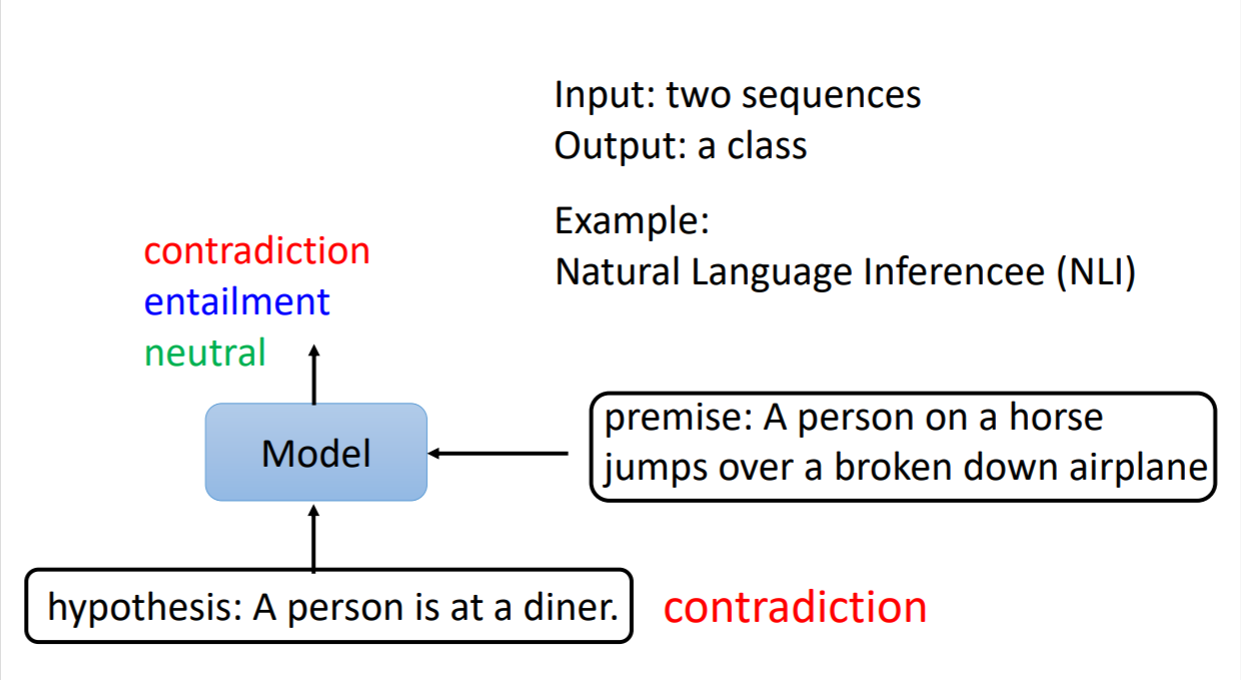 Input: two sequences
Output: a class
Example:
Natural Language Inferencee (NLI)
contradiction
entailment
neutral
Model
premise: A person on a horse
jumps over a broken down airplane
hypothesis: A person is at a diner.
contradiction